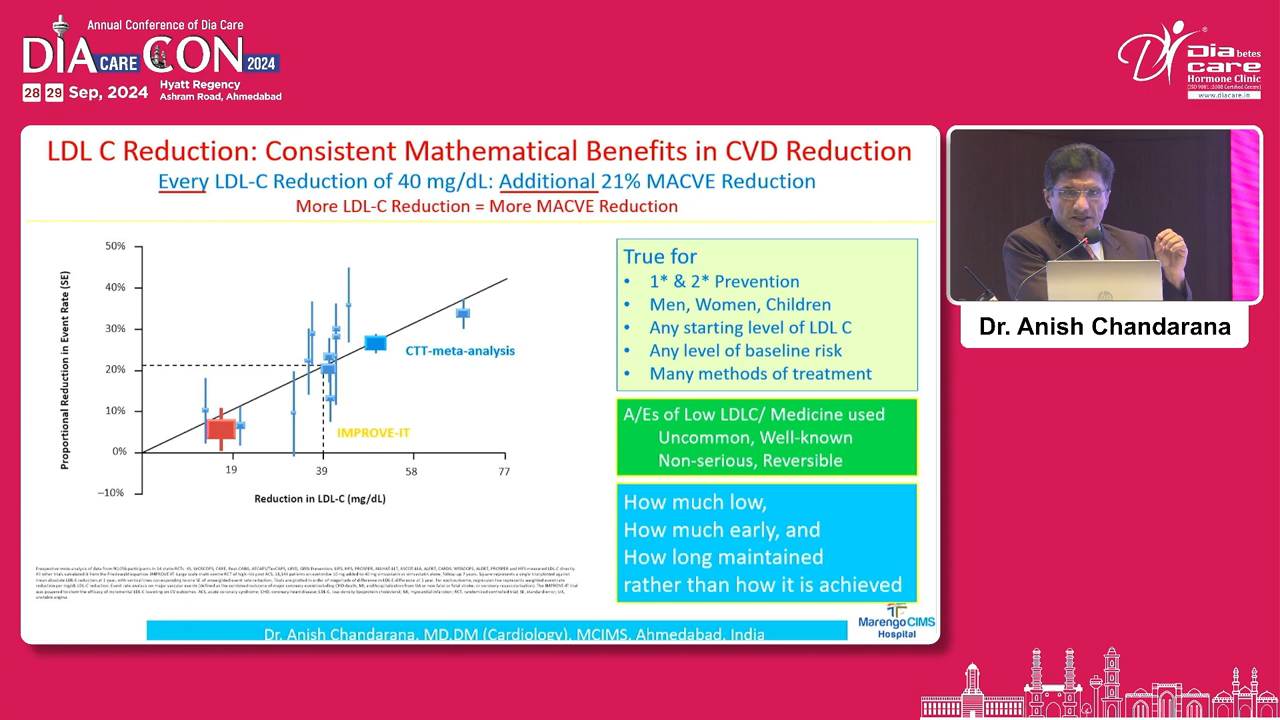 Annual Conference of Dia Care
DIA CARE CON 2024
28 29 Sep, 2024
Hyatt Regency
Ashram Road, Ahmedabad
Dia betes
care
Hormone Clinic
(ISO 9001 :2008 Certified Centre)
www.diacare.in
LDL C Reduction: Consistent Mathematical Benefits in CVD Reduction
Every LDL-C Reduction of 40 mg/dL: Additional 21% MACVE Reduction
More LDL-C Reduction = More MACVE Reduction
Proportional Reduction in Event Rate (SE)
50%
40%
30%
20%
10%
0%
–10%
CTT-meta-analysis
IMPROVE-IT
19
39
58
77
Reduction in LDL-C (mg/dL)
True for
• 1* & 2* Prevention
• Men, Women, Children
• Any starting level of LDL C
• Any level of baseline risk
• Many methods of treatment
A/Es of Low LDLC/ Medicine used
Uncommon, Well-known
Non-serious, Reversible
How much low,
How much early, and
How long maintained
rather than how it is achieved
Dr. Anish Chandarana, MD,DM (Cardiology), MCIMS, Ahmedabad, India
Marengo CIMS
Hospital
Dr. Anish Chandarana